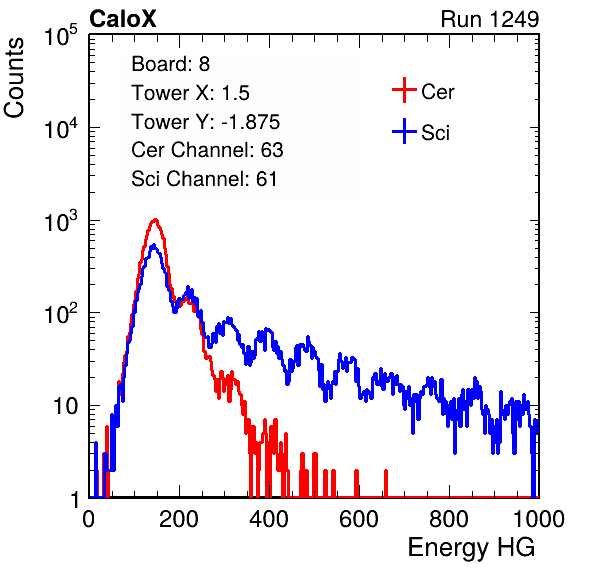 CaloX Run 1249
Counts
10^5
Board: 8
Tower X: 1.5
Tower Y: -1.875
Cer Channel: 63
Sci Channel: 61
Cer
Sci
10^4
10^3
10^2
10
1
0 200 400 600 800 1000
Energy HG